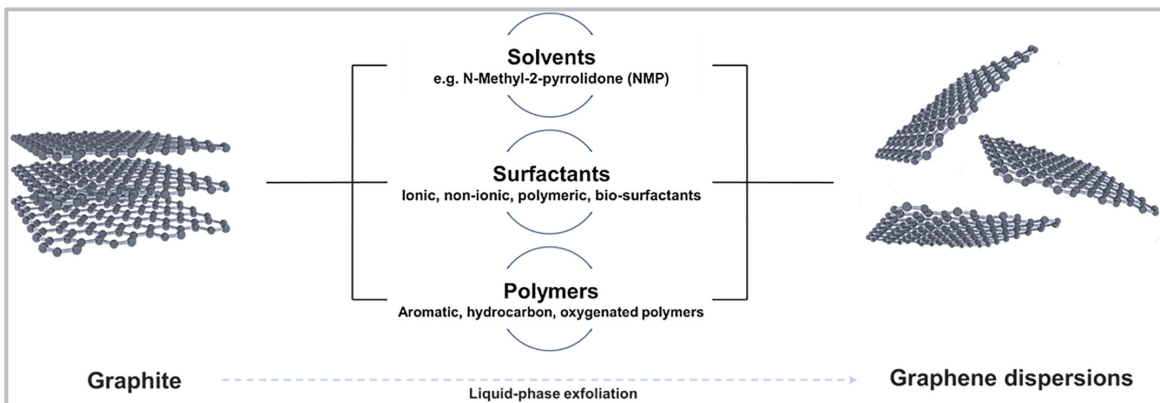 Solvents
e.g. N-Methyl-2-pyrrolidone (NMP)
Surfactants
Ionic, non-ionic, polymeric, bio-surfactants
Polymers
Aromatic, hydrocarbon, oxygenated polymers
Graphite
Liquid-phase exfoliation
Graphene dispersions